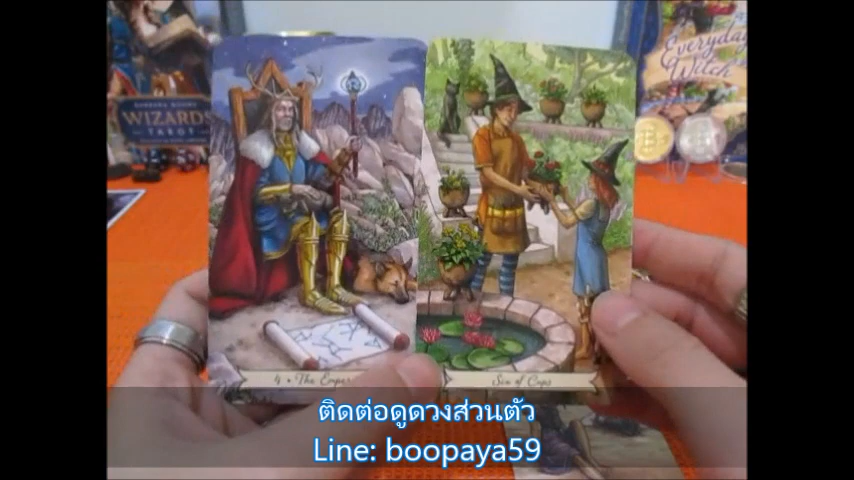 Everyday
Witch
WIZARDS
TAROT
4 • The Emper
Six of Cups
ติดต่อดูดวงส่วนตัว
Line: boopaya59